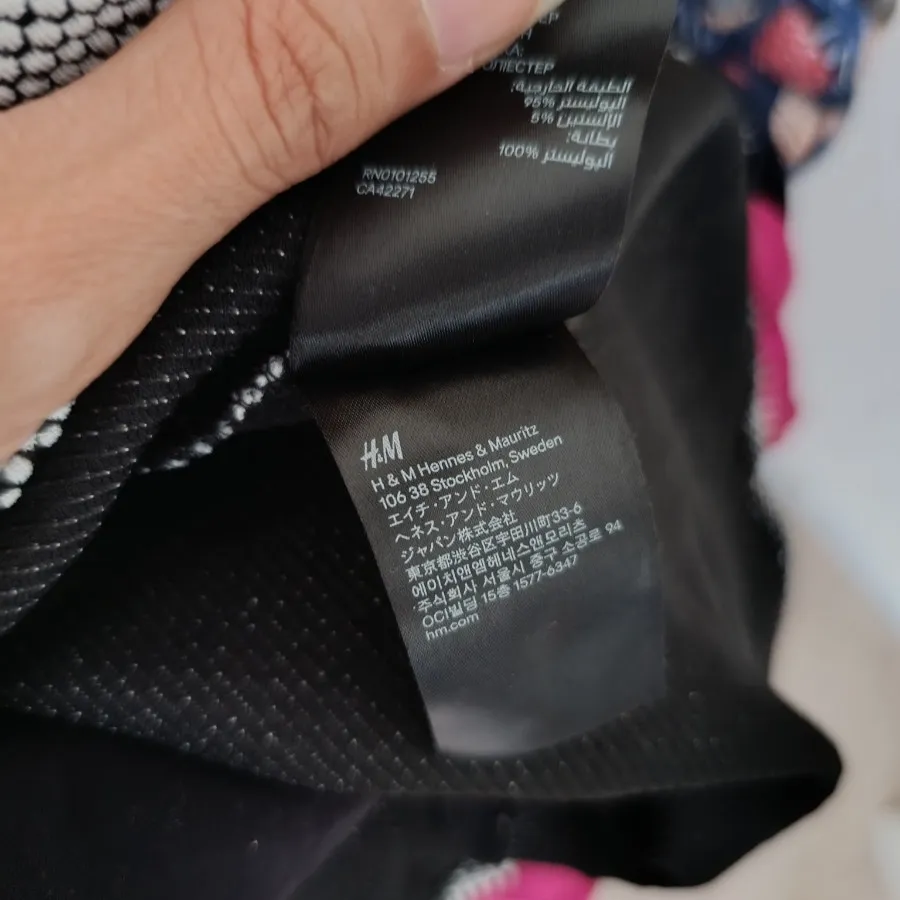 ПОЛИЕСТЕР
الطبقة الخارجية:
البوليستر 95%
الإلستين 5%
بطانة:
البوليستر 100%
RN0101255
CA42271
H&M
H & M Hennes & Mauritz
106 38 Stockholm, Sweden
エイチ・アンド・エム
ヘネス・アンド・マウリッツ
ジャパン株式会社
東京都渋谷区宇田川町33-6
에이치앤엠헤네스앤모리츠
주식회사 서울시 중구 소공로 94
OCI빌딩 15층 1577-6347
hm.com